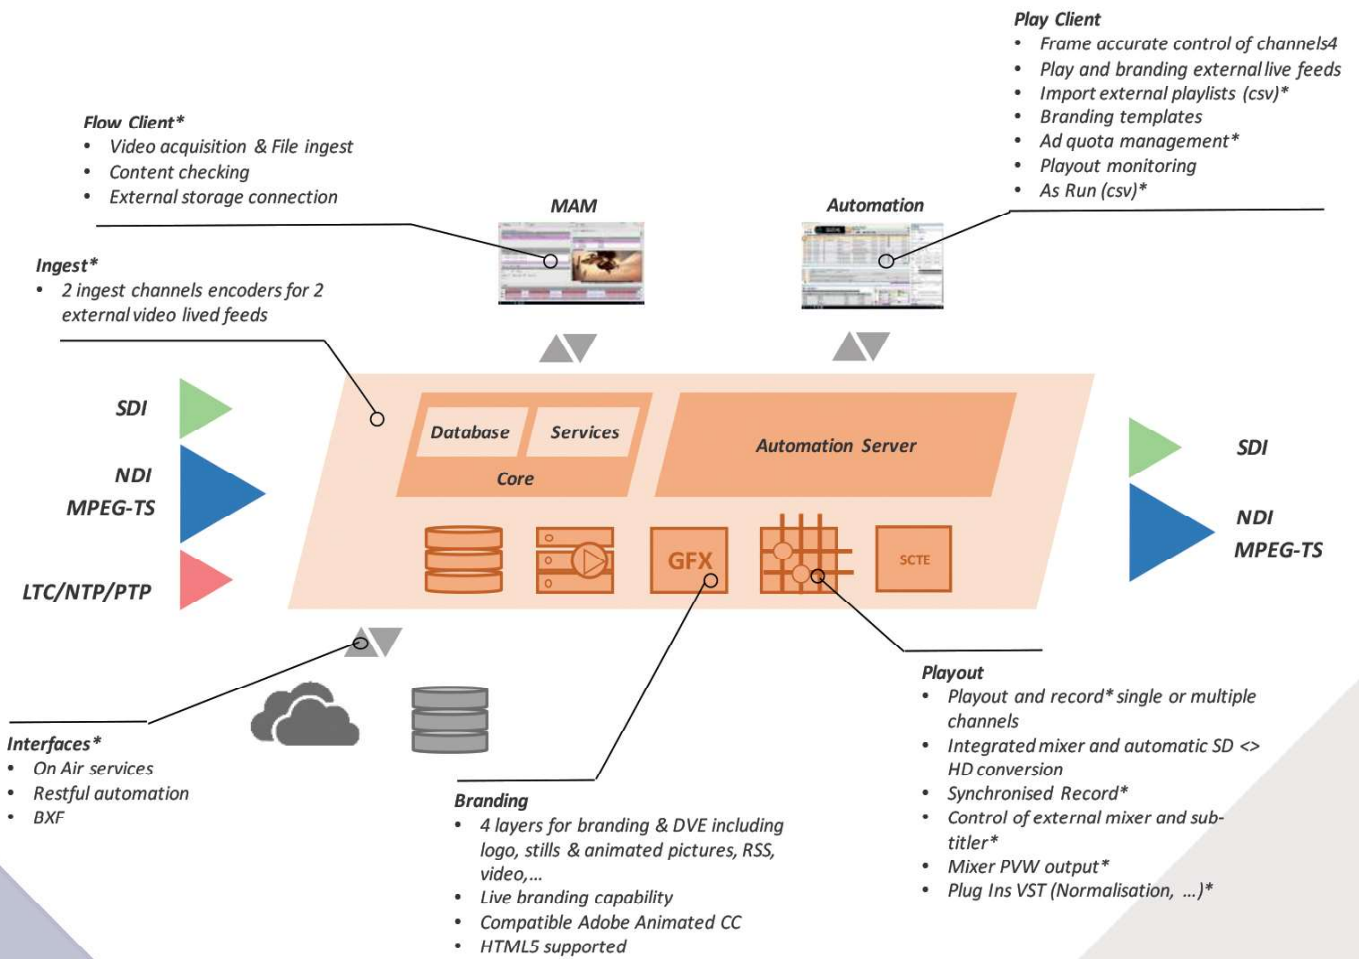 Play Client
• Frame accurate control of channels4
• Play and branding external live feeds
• Import external playlists (csv)*
• Branding templates
• Ad quota management*
• Playout monitoring
• As Run (csv)*
Flow Client*
• Video acquisition & File ingest
• Content checking
• External storage connection
MAM
Automation
Ingest*
• 2 ingest channels encoders for 2
external video lived feeds
SDI
NDI
MPEG-TS
LTC/NTP/PTP
Database
Services
Core
Automation Server
GFX
SCTE
SDI
NDI
MPEG-TS
Interfaces*
• On Air services
• Restful automation
• BXF
Branding
• 4 layers for branding & DVE including
logo, stills & animated pictures, RSS,
video,...
• Live branding capability
• Compatible Adobe Animated CC
• HTML5 supported
Playout
• Playout and record* single or multiple
channels
• Integrated mixer and automatic SD <>
HD conversion
• Synchronised Record*
• Control of external mixer and sub-
titler*
• Mixer PVW output*
• Plug Ins VST (Normalisation, ...)*